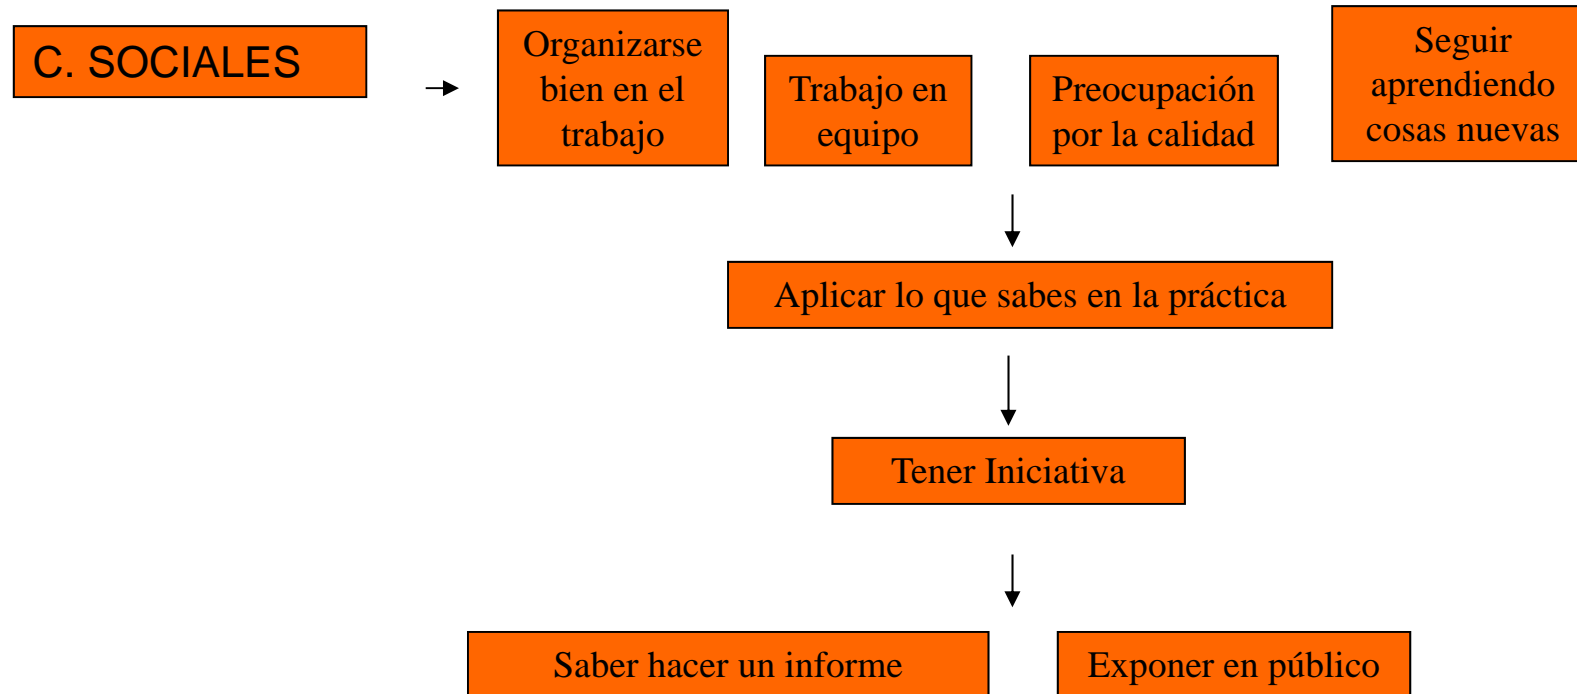 C. SOCIALES
Organizarse
bien en el
trabajo
Trabajo en
equipo
Preocupación
por la calidad
Seguir
aprendiendo
cosas nuevas
Aplicar lo que sabes en la práctica
Tener Iniciativa
Saber hacer un informe
Exponer en público